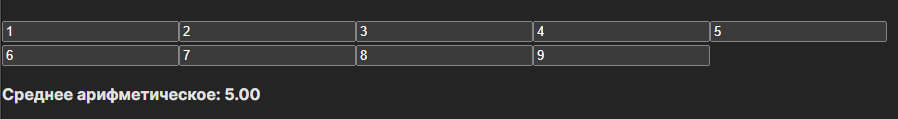 1 2 3 4 5
6 7 8 9
Среднее арифметическое: 5.00